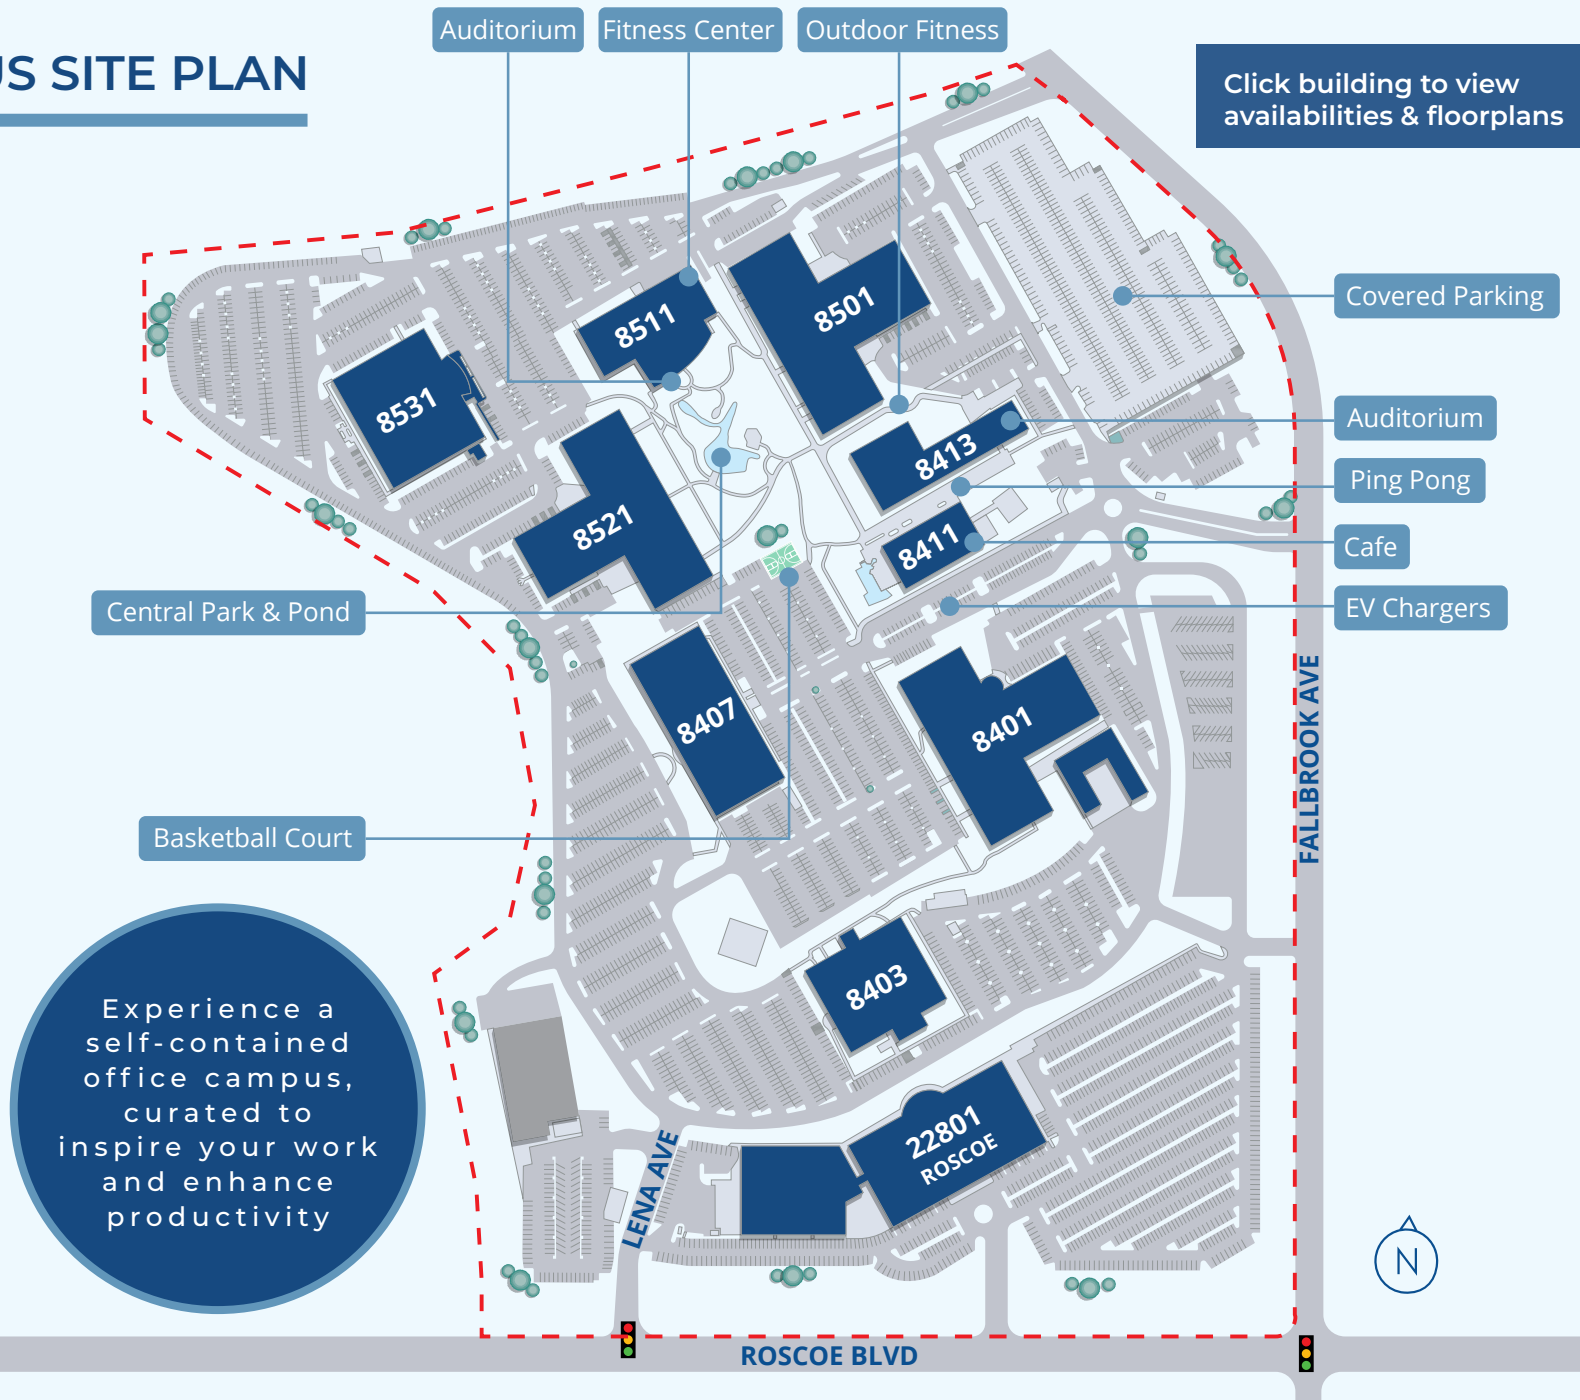 Auditorium
Fitness Center
Outdoor Fitness
US SITE PLAN
Click building to view
availabilities & floorplans
8511
8501
Covered Parking
8531
Auditorium
8413
Ping Pong
8521
8411
Cafe
Central Park & Pond
EV Chargers
8407
8401
FALLBROOK AVE
Basketball Court
8403
Experience a
self-contained
office campus,
curated to
inspire your work
and enhance
productivity
22801
ROSCOE
LENA AVE
N
ROSCOE BLVD